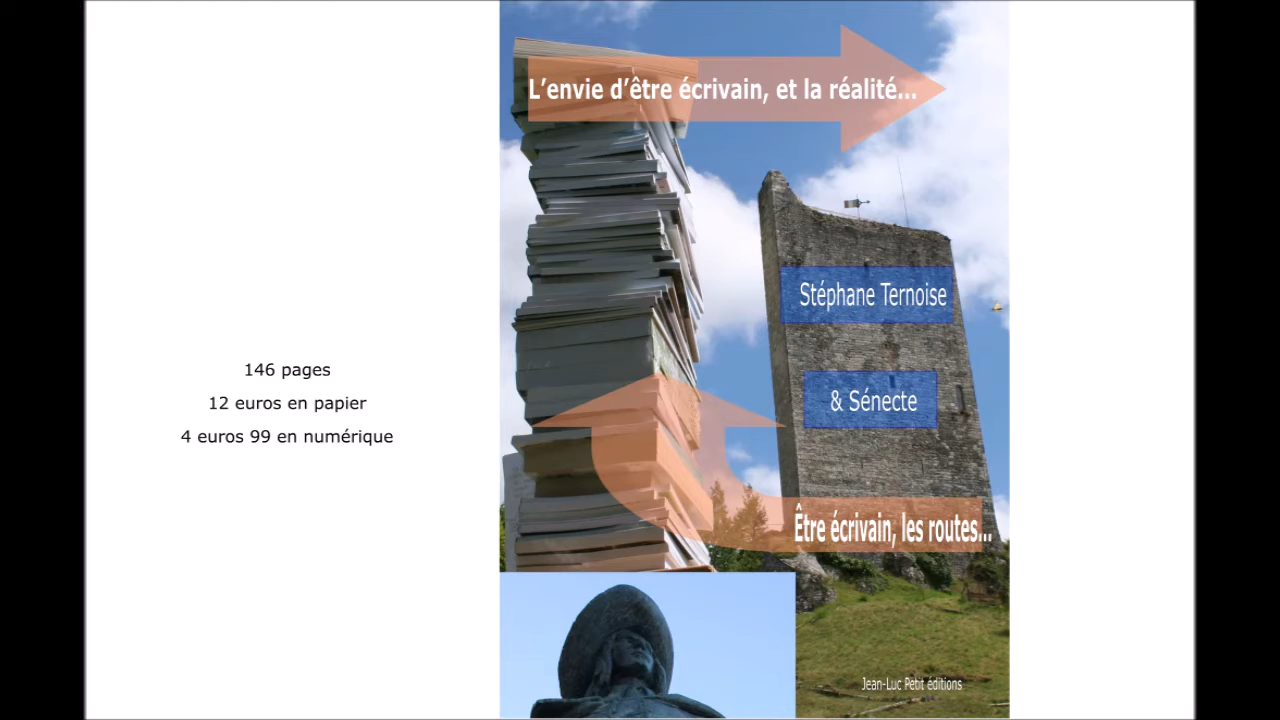 L’envie d’être écrivain, et la réalité...
Stéphane Ternoise
& Sénecte
146 pages
12 euros en papier
4 euros 99 en numérique
Être écrivain, les routes...
Jean-Luc Petit éditions